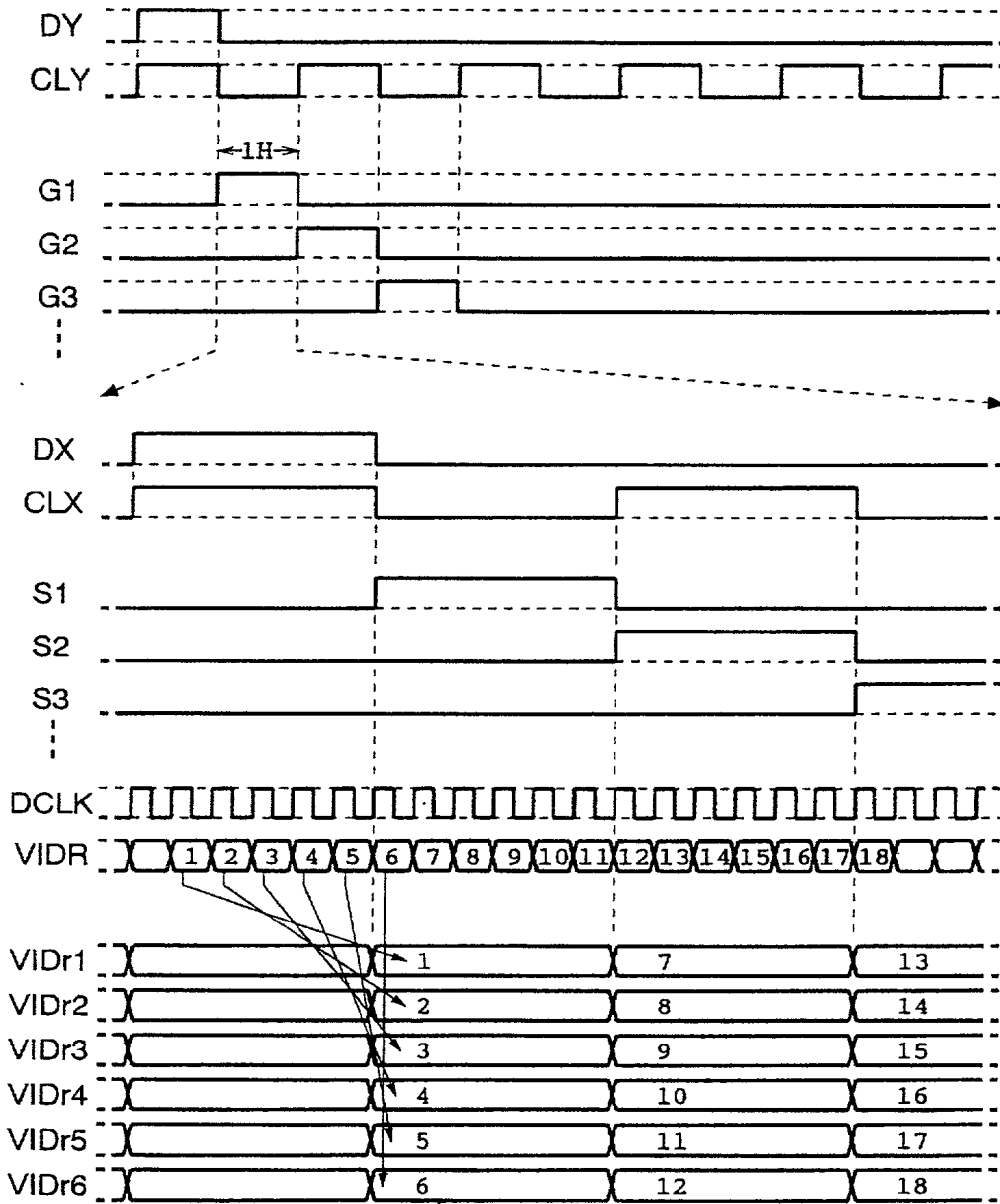 DY
CLY
1H
G1
G2
G3
DX
CLX
S1
S2
S3
DCLK
VIDR 1 2 3 4 5 6 7 8 9 10 11 12 13 14 15 16 17 18
VIDr1 1 7 13
VIDr2 2 8 14
VIDr3 3 9 15
VIDr4 4 10 16
VIDr5 5 11 17
VIDr6 6 12 18